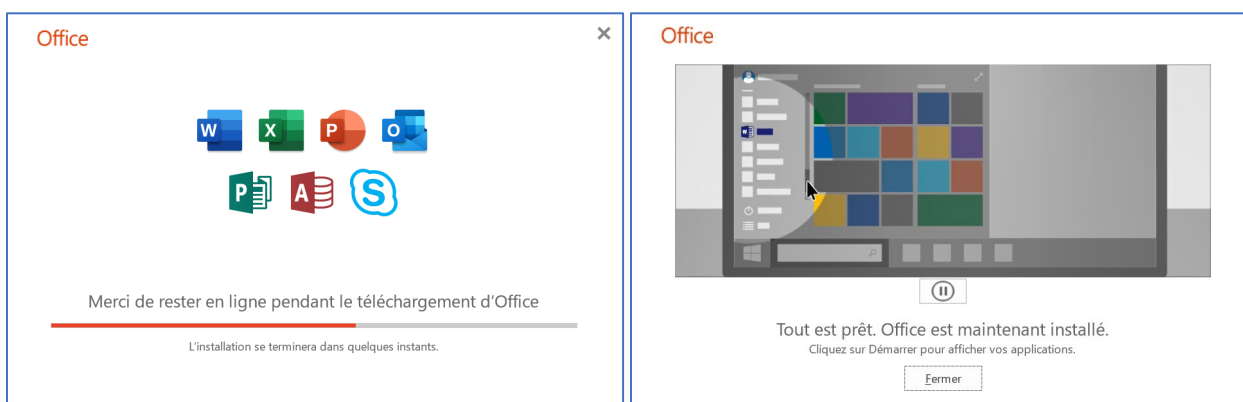 Office
W X P O
P A S
Merci de rester en ligne pendant le téléchargement d'Office
L'installation se terminera dans quelques instants.
Office
Tout est prêt. Office est maintenant installé.
Cliquez sur Démarrer pour afficher vos applications.
Fermer